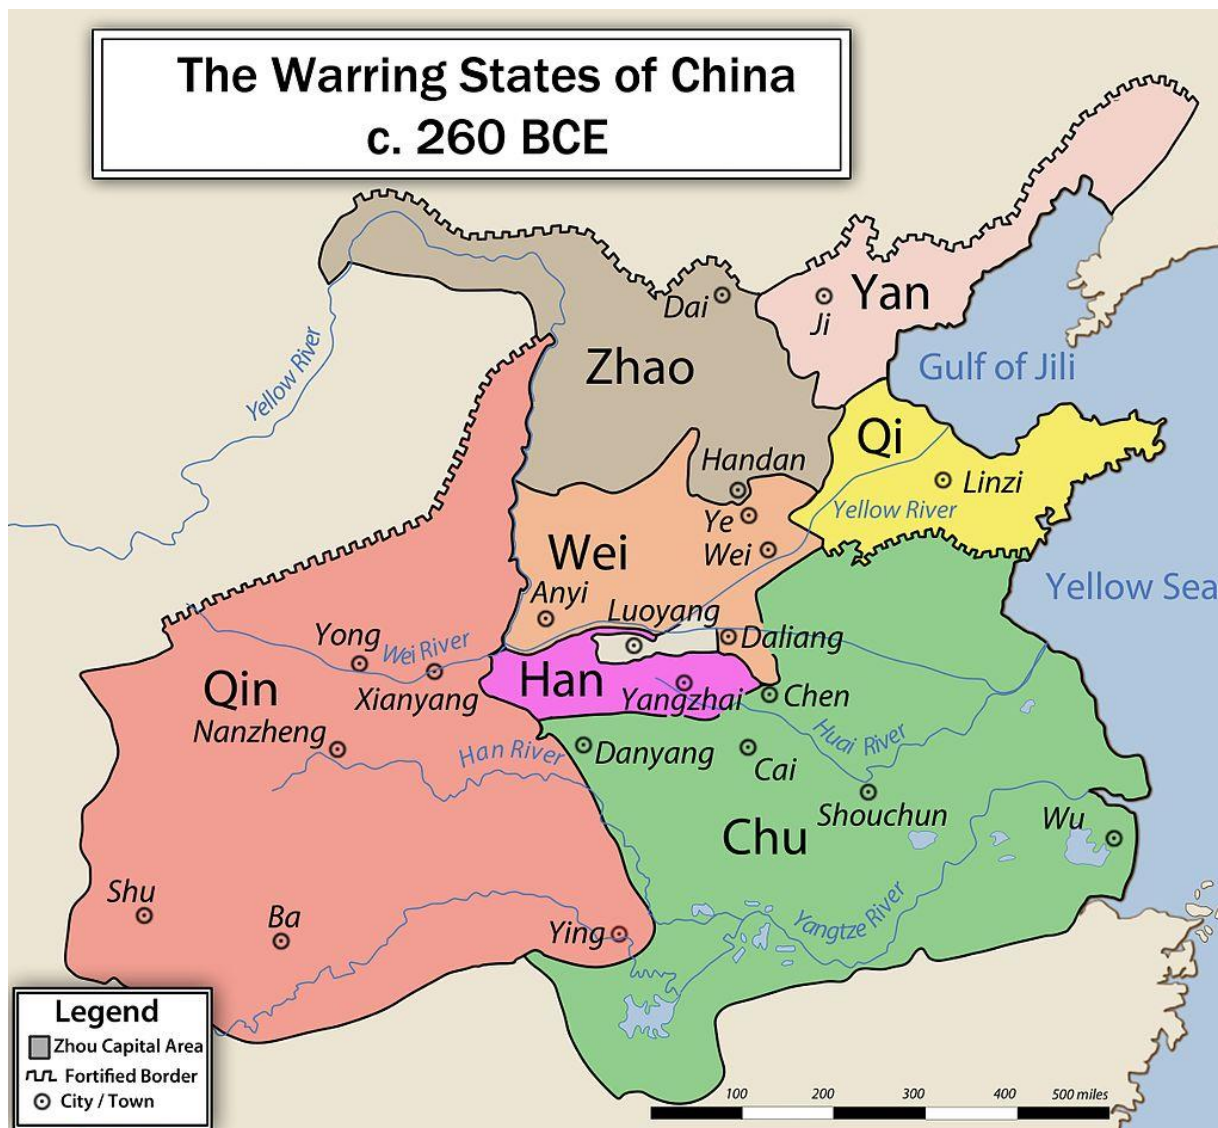 The Warring States of China
c. 260 BCE
Yan
Dai
Ji
Zhao
Gulf of Jili
Yellow River
Qi
Handan
Linzi
Ye
Yellow River
Wei
Wei
Yellow Sea
Anyi
Luoyang
Yong
Wei River
Daliang
Qin
Xianyang
Han
Yangzhai
Chen
Nanzheng
Han River
Danyang
Cai
Huai River
Shouchun
Chu
Wu
Shu
Ba
Ying
Yangtze River
Legend
Zhou Capital Area
Fortified Border
City / Town
100 200 300 400 500 miles